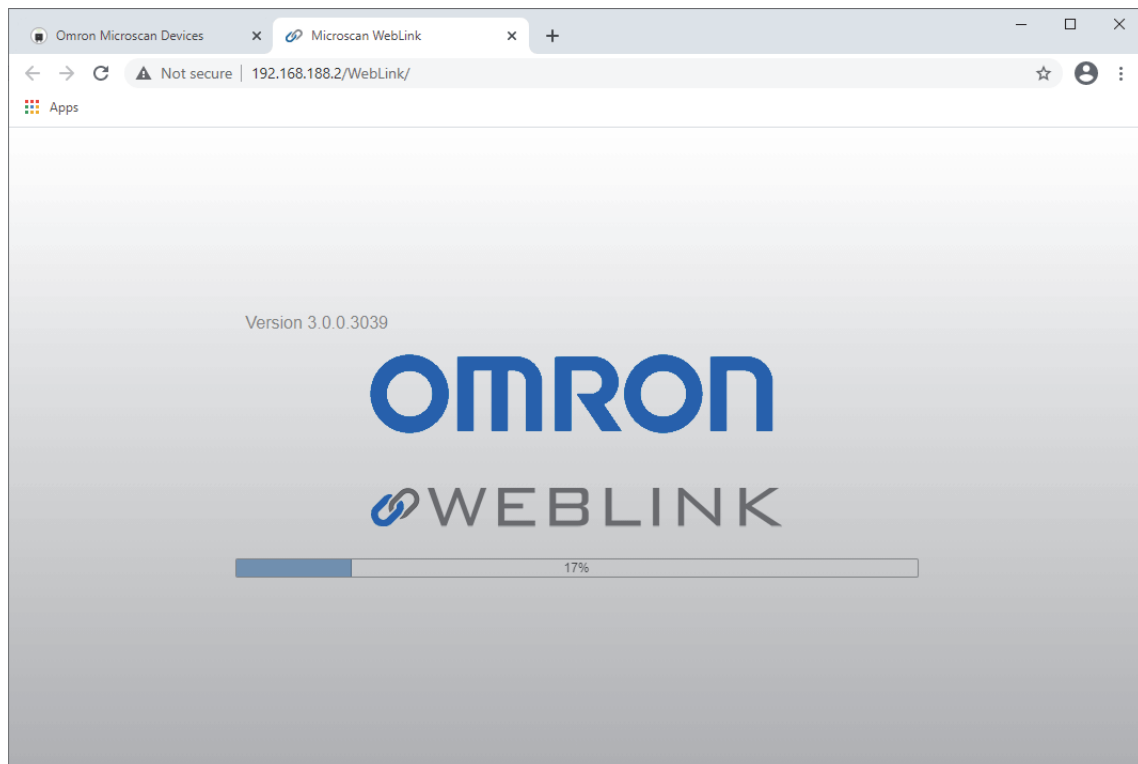 Omron Microscan Devices
Microscan WebLink
Not secure 192.168.188.2/WebLink/
Apps
Version 3.0.0.3039
OMRON
WEBLINK
17%